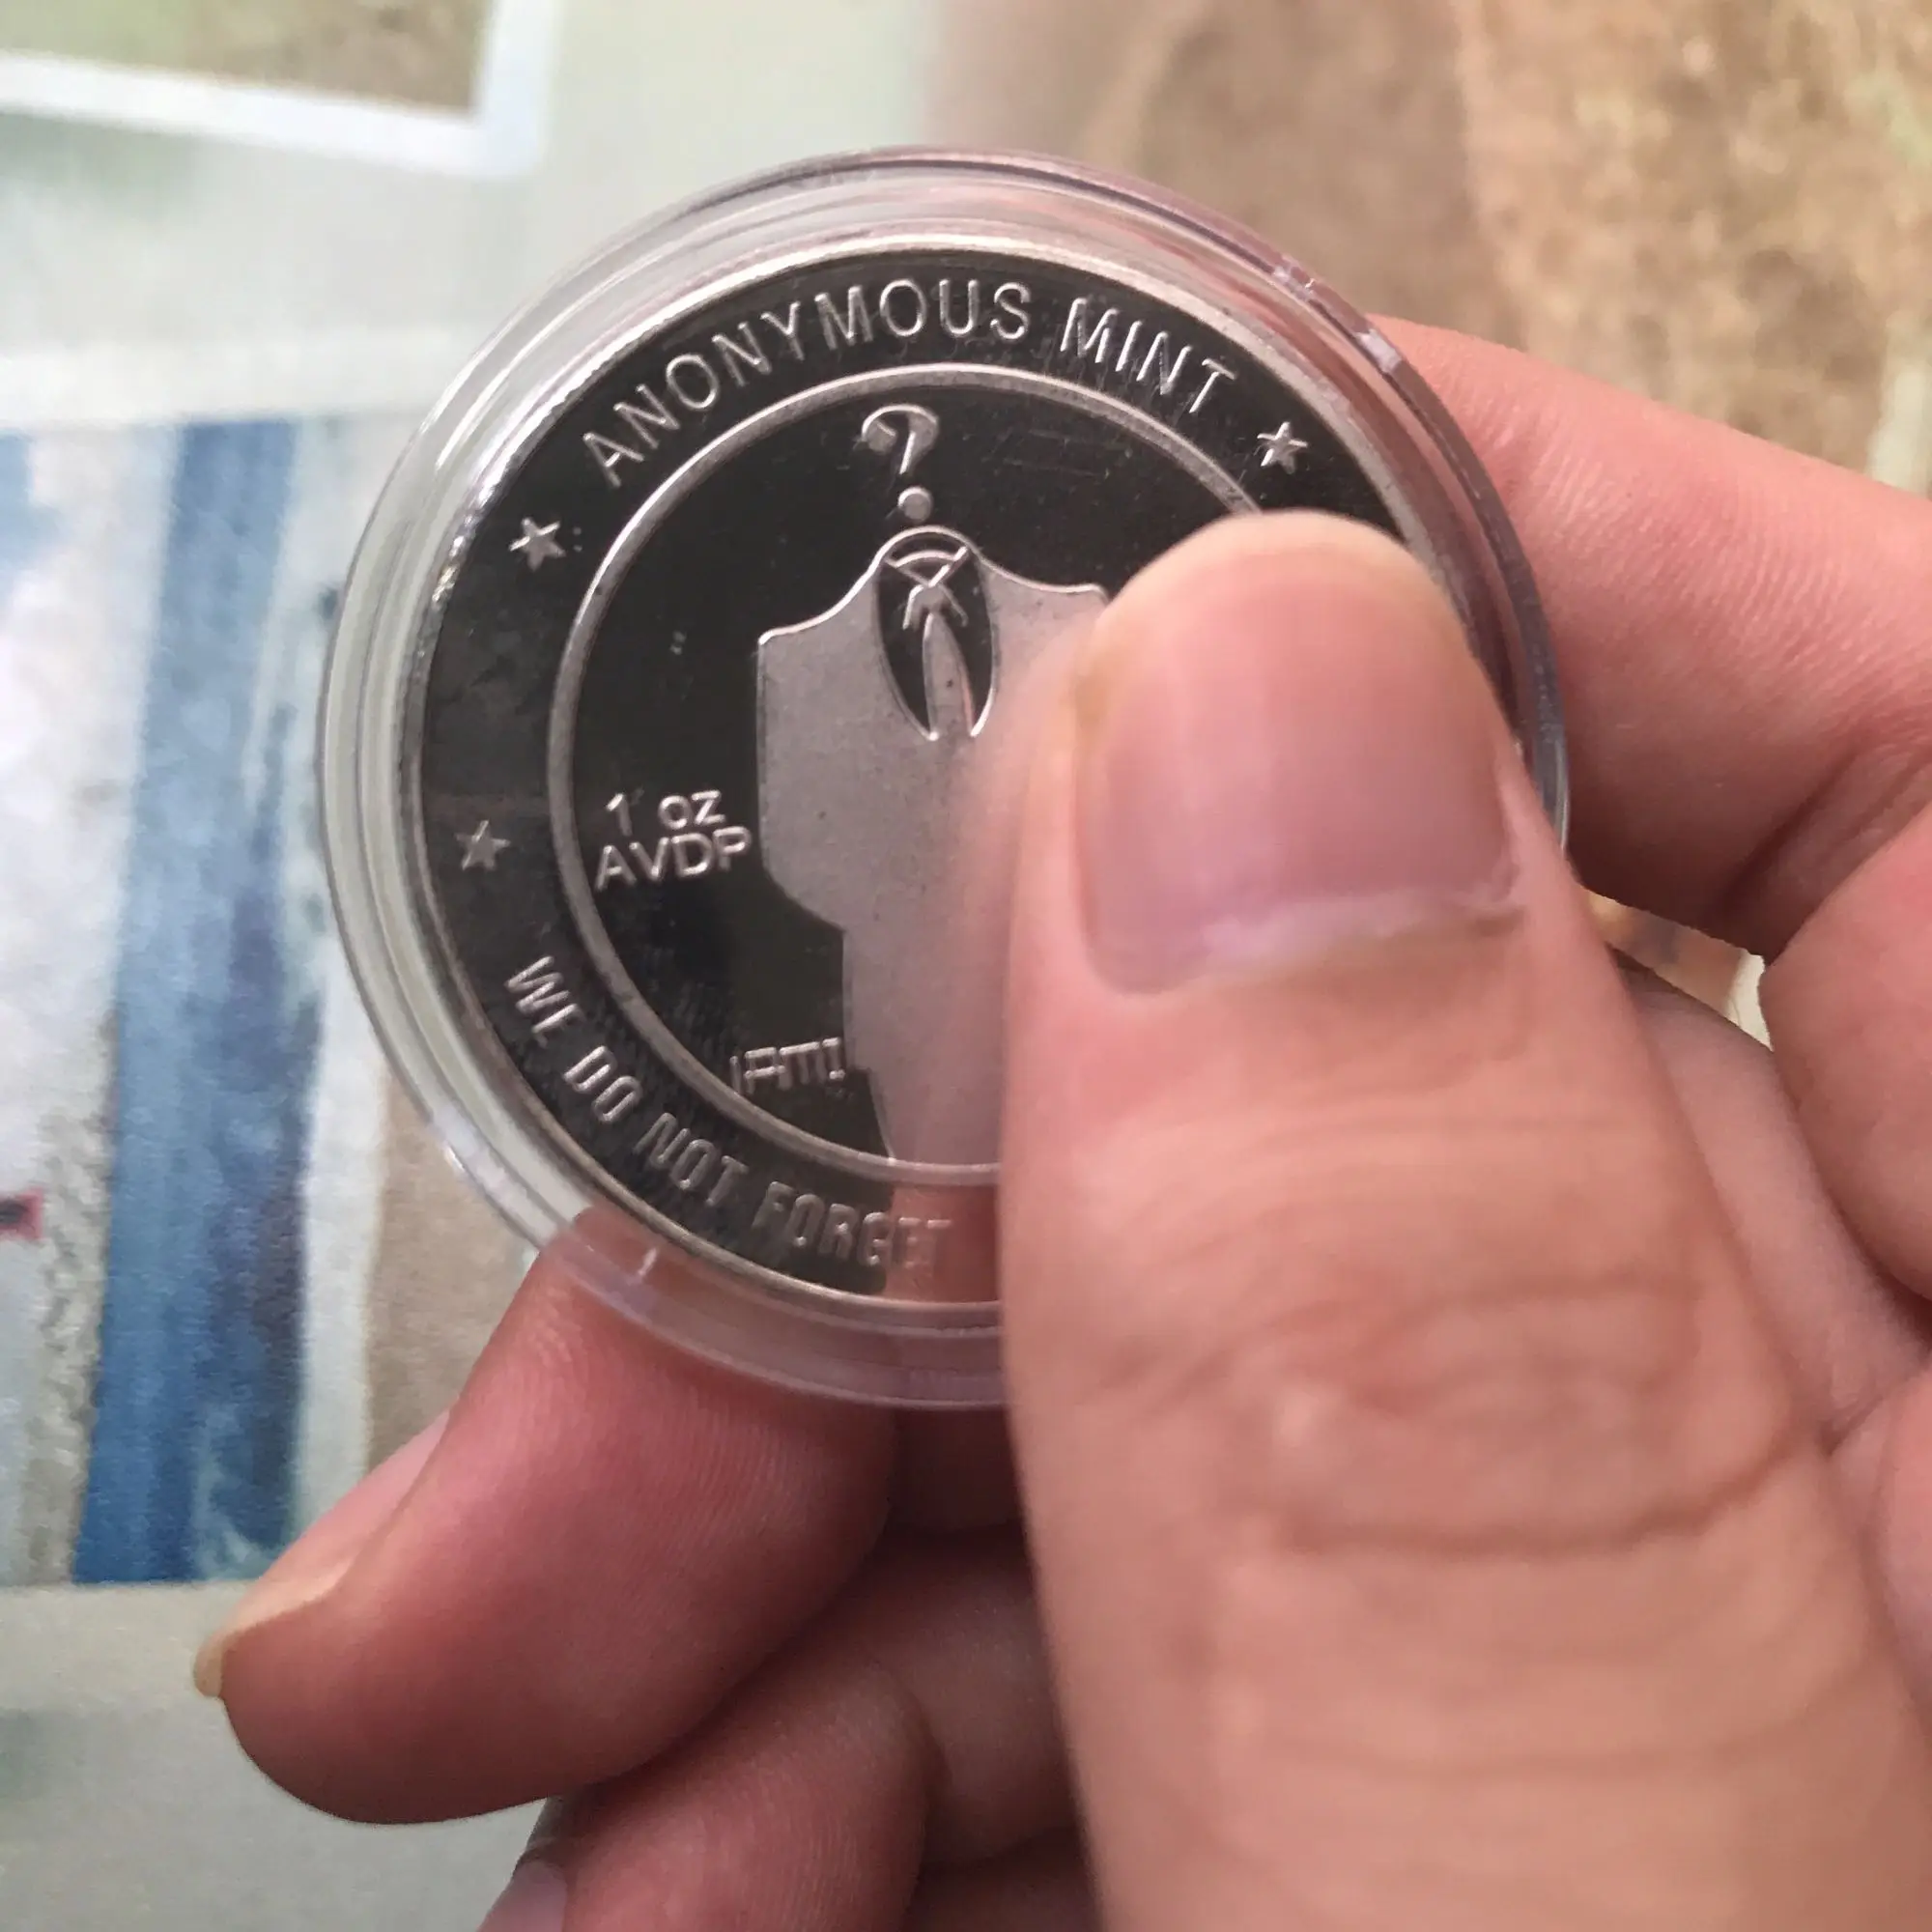 ANONYMOUS MINT
?
1 oz
AVDP
WE DO NOT FORGET